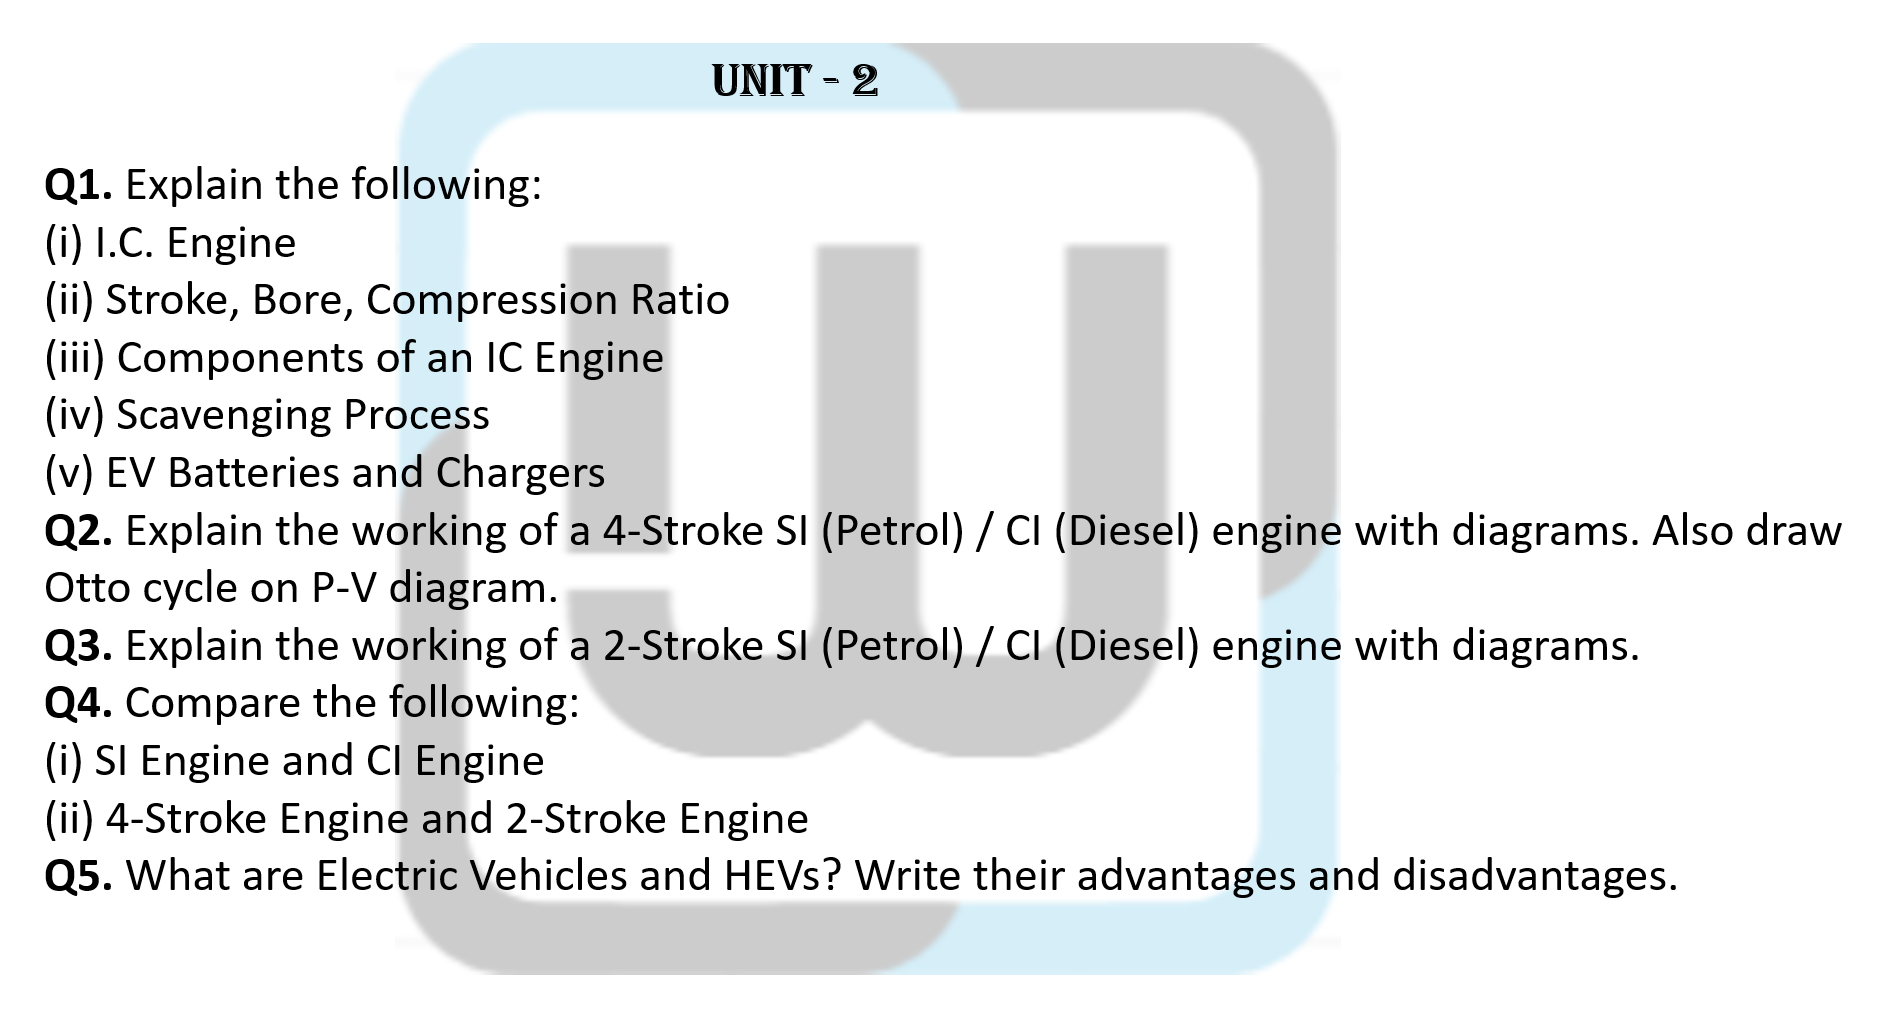 UNIT - 2
Q1. Explain the following:
(i) I.C. Engine
(ii) Stroke, Bore, Compression Ratio
(iii) Components of an IC Engine
(iv) Scavenging Process
(v) EV Batteries and Chargers
Q2. Explain the working of a 4-Stroke SI (Petrol) / CI (Diesel) engine with diagrams. Also draw
Otto cycle on P-V diagram.
Q3. Explain the working of a 2-Stroke SI (Petrol) / CI (Diesel) engine with diagrams.
Q4. Compare the following:
(i) SI Engine and CI Engine
(ii) 4-Stroke Engine and 2-Stroke Engine
Q5. What are Electric Vehicles and HEVs? Write their advantages and disadvantages.